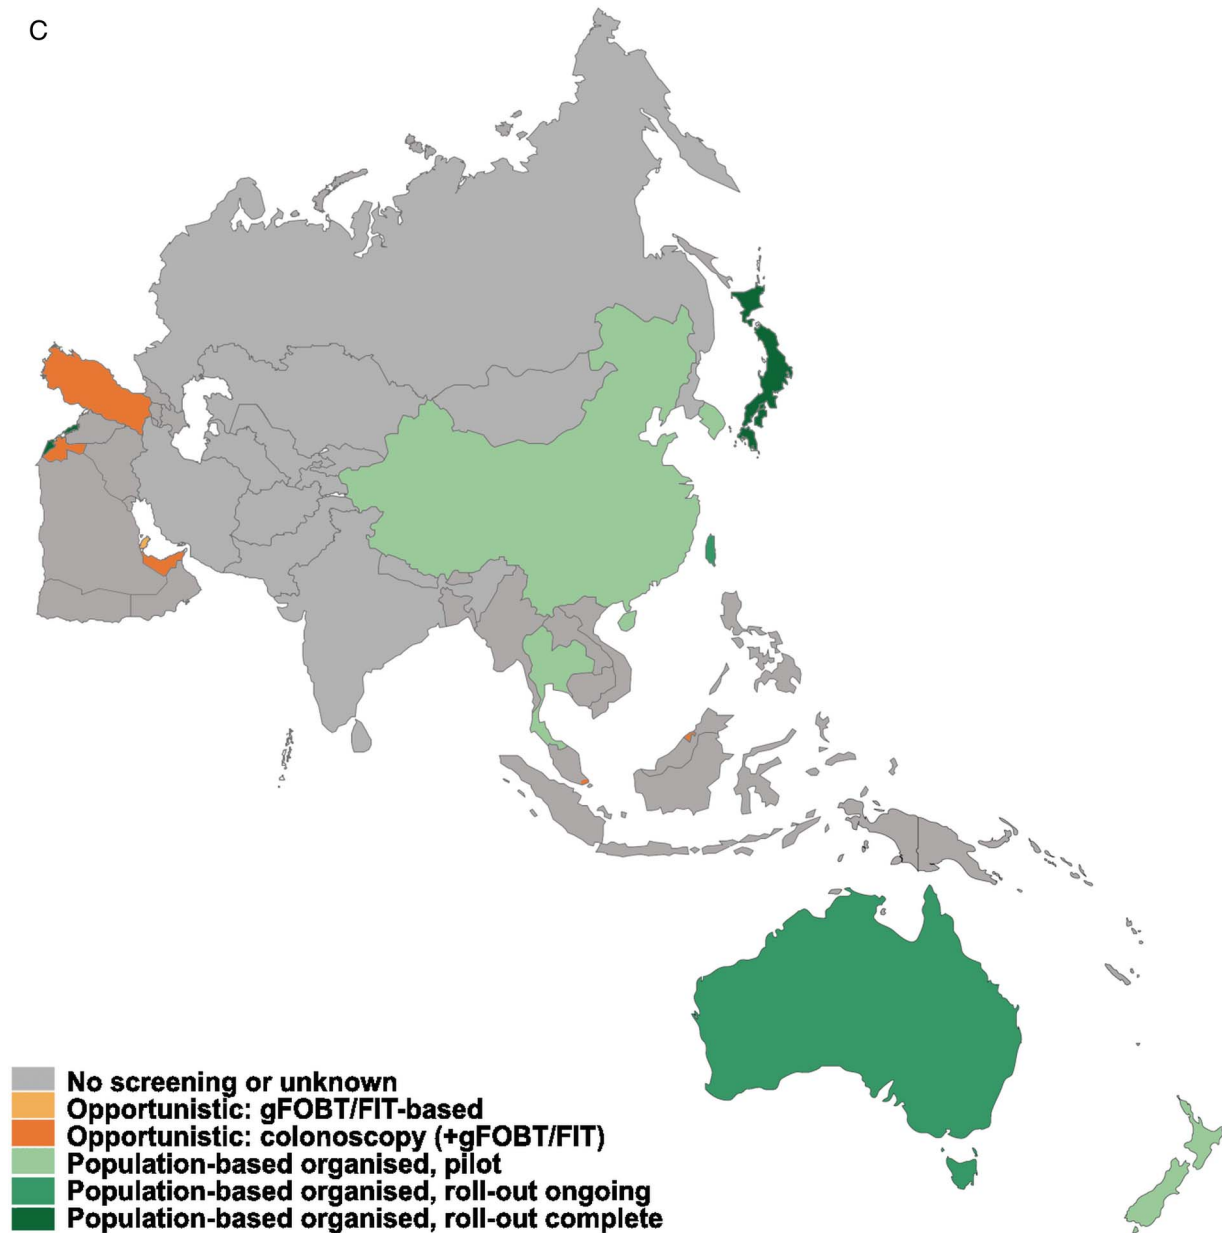 C
No screening or unknown
Opportunistic: gFOBT/FIT-based
Opportunistic: colonoscopy (+gFOBT/FIT)
Population-based organised, pilot
Population-based organised, roll-out ongoing
Population-based organised, roll-out complete